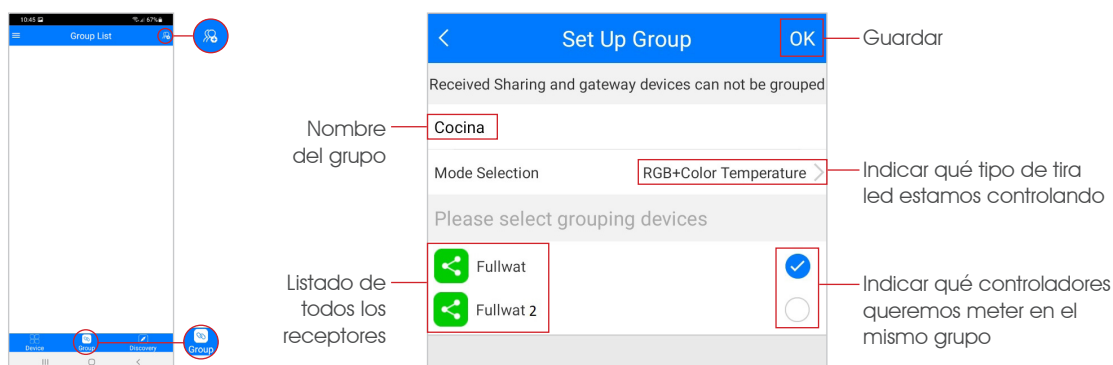 10:45
67%
Group List
Device
Group
Discovery
Group
Set Up Group
OK
Guardar
Received Sharing and gateway devices can not be grouped
Nombre
del grupo
Cocina
Mode Selection
RGB+Color Temperature
Indicar qué tipo de tira
led estamos controlando
Please select grouping devices
Listado de
todos los
receptores
Fullwat
Fullwat 2
Indicar qué controladores
queremos meter en el
mismo grupo